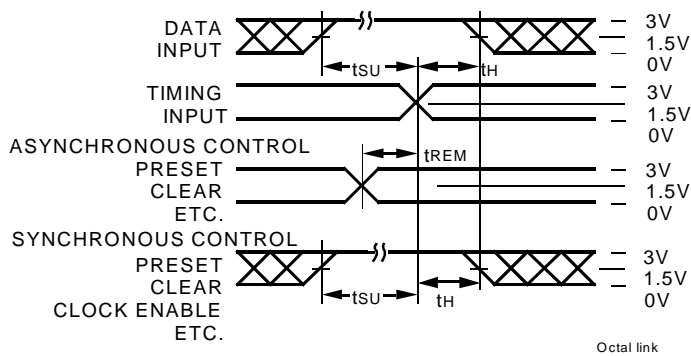 DATA
INPUT
3V
1.5V
0V
tSU
tH
TIMING
INPUT
3V
1.5V
0V
ASYNCHRONOUS CONTROL
PRESET
CLEAR
ETC.
tREM
3V
1.5V
0V
SYNCHRONOUS CONTROL
PRESET
CLEAR
CLOCK ENABLE
ETC.
tSU
tH
3V
1.5V
0V
Octal link